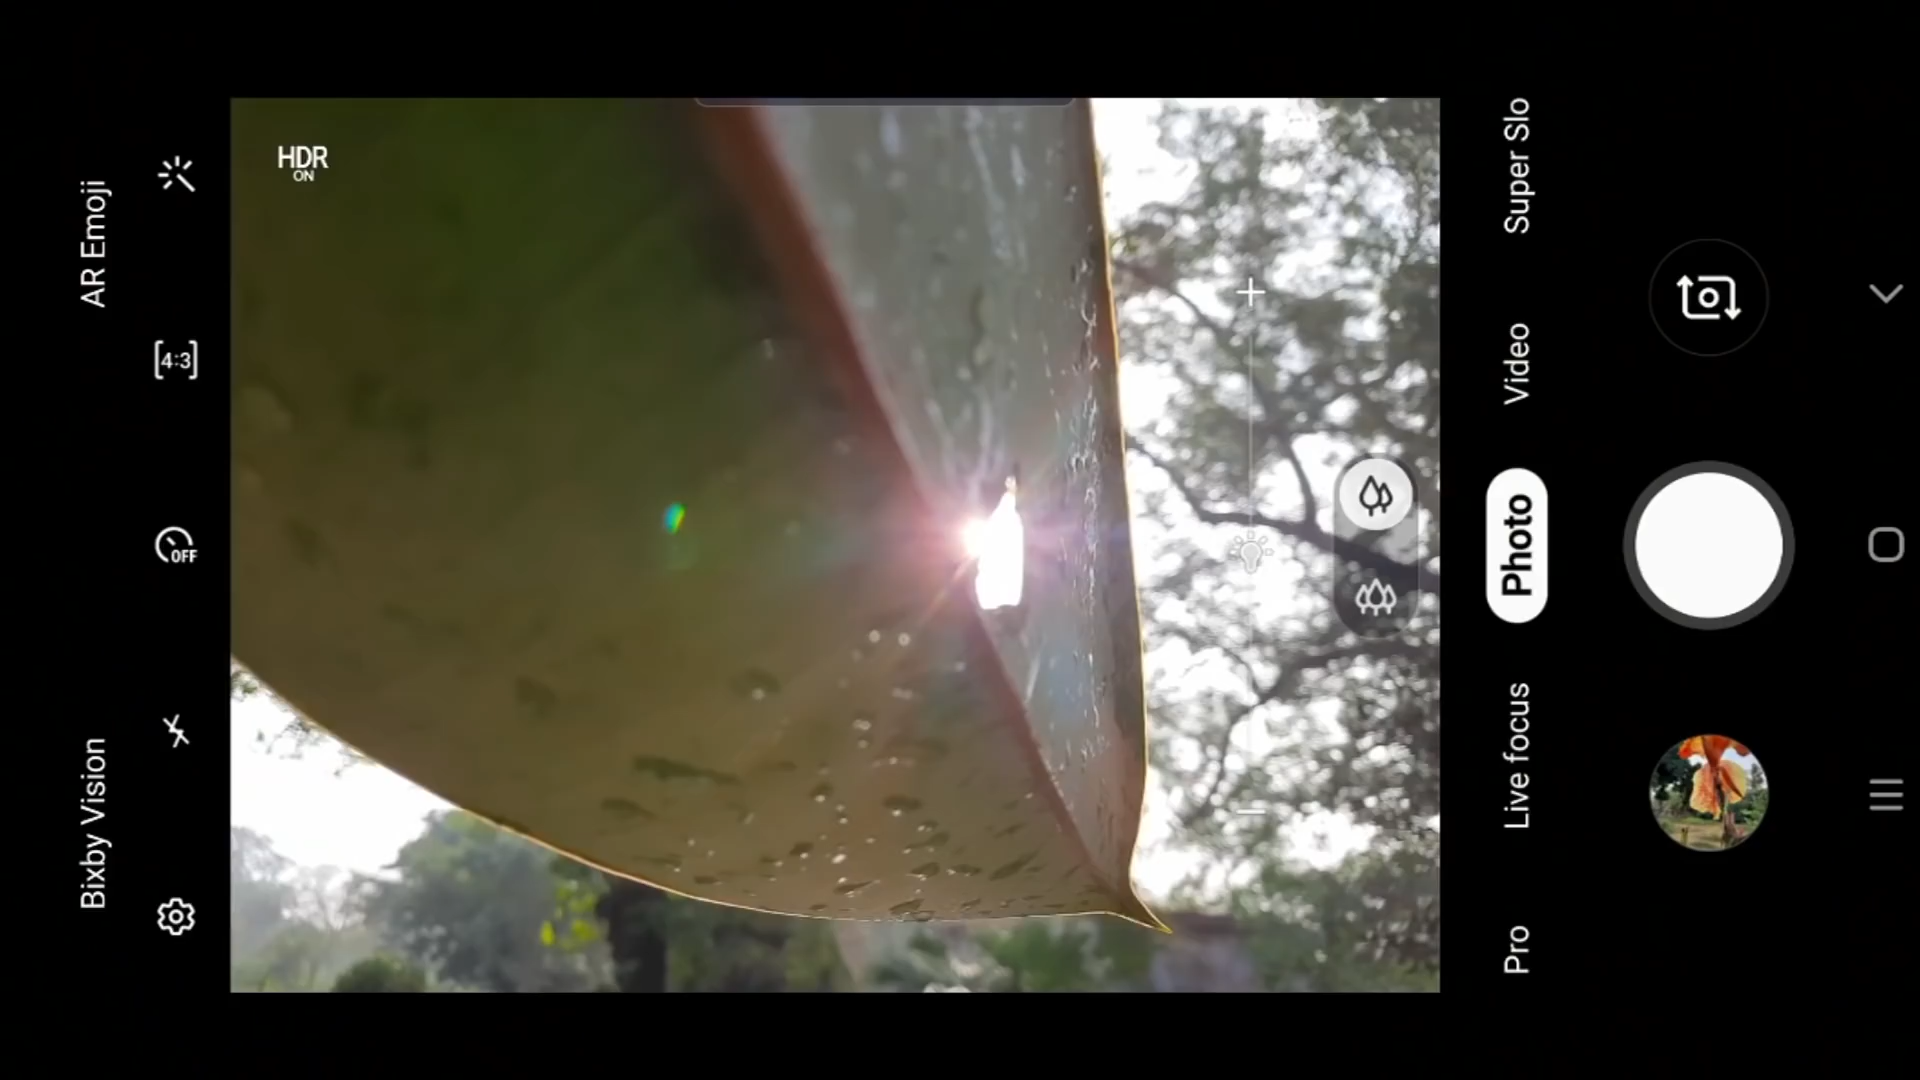 AR Emoji
Bixby Vision
4:3
OFF
HDR
ON
Super Slo
Video
Photo
Live focus
Pro